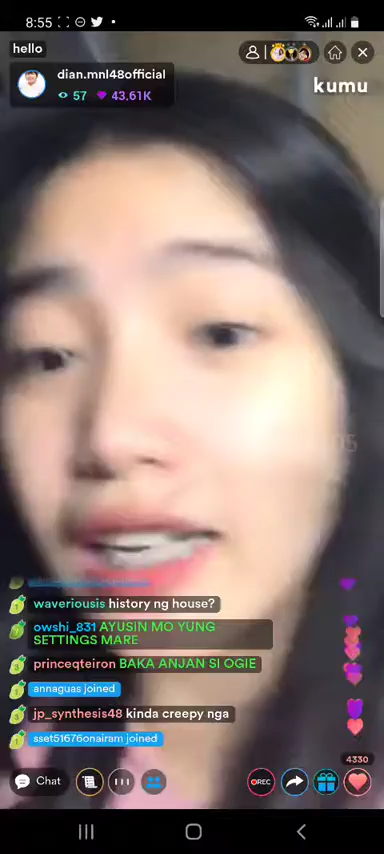 8:55
hello
dian.mnl48official
57 43.61K
kumu
waveriousis history ng house?
owshi_831 AYUSIN MO YUNG
SETTINGS MARE
princeqteiron BAKA ANJAN SI OGIE
annaguas joined
jp_synthesis48 kinda creepy nga
sset51676onairam joined
4330
Chat
REC